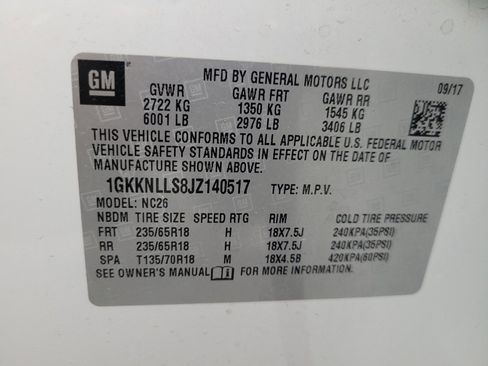 GM
MFD BY GENERAL MOTORS LLC 09/17
GVWR GAWR FRT GAWR RR
2722 KG 1350 KG 1545 KG
6001 LB 2976 LB 3406 LB
THIS VEHICLE CONFORMS TO ALL APPLICABLE U.S. FEDERAL MOTOR
VEHICLE SAFETY STANDARDS IN EFFECT ON THE DATE OF
MANUFACTURE SHOWN ABOVE.
1GKKNLLS8JZ140517 TYPE: M.P.V.
MODEL: NC26
NBDM TIRE SIZE SPEED RTG RIM COLD TIRE PRESSURE
FRT 235/65R18 H 18X7.5J 240KPA(35PSI)
RR 235/65R18 H 18X7.5J 240KPA(35PSI)
SPA T135/70R18 M 18X4.5B 420KPA(60PSI)
SEE OWNER'S MANUAL FOR MORE INFORMATION.